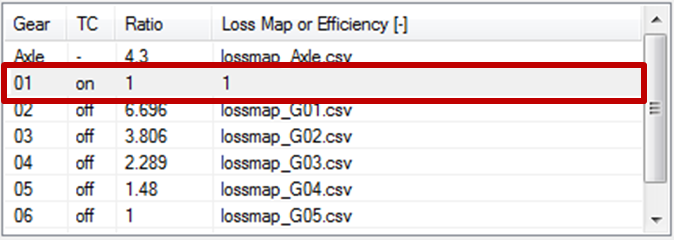 Gear TC Ratio Loss Map or Efficiency [-]
Axle - 4.3 lossmap_Axle.csv
01 on 1 1
02 off 6.696 lossmap_G01.csv
03 off 3.806 lossmap_G02.csv
04 off 2.289 lossmap_G03.csv
05 off 1.48 lossmap_G04.csv
06 off 1 lossmap_G05.csv